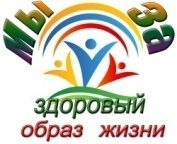 Мы за
здоровый
образ жизни